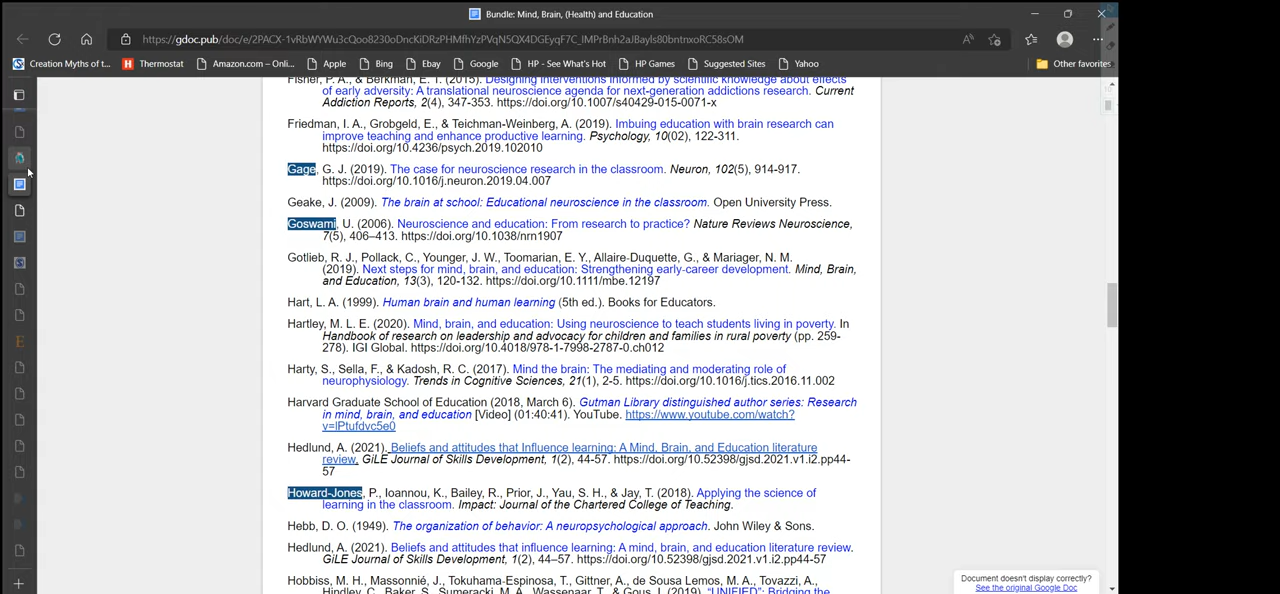 Bundle: Mind, Brain, (Health) and Education
https://gdoc.pub/doc/e/2PACX-1vRbWYWu3cQoo8230oDncKiDRzPHMfhYzPVqN5QX4DGEyqF7C_lMPrBnh2aJBayls80bntnxoRC58sOM
Creation Myths of t... Thermostat Amazon.com – Onli... Apple Bing Ebay Google HP - See What's Hot HP Games Suggested Sites Yahoo Other favorites
Fisher, P. A., & Berkman, E. T. (2015). Designing interventions informed by scientific knowledge about effects
of early adversity: A translational neuroscience agenda for next-generation addictions research. Current
Addiction Reports, 2(4), 347-353. https://doi.org/10.1007/s40429-015-0071-x
Friedman, I. A., Grobgeld, E., & Teichman-Weinberg, A. (2019). Imbuing education with brain research can
improve teaching and enhance productive learning. Psychology, 10(02), 122-311.
https://doi.org/10.4236/psych.2019.102010
Gage, G. J. (2019). The case for neuroscience research in the classroom. Neuron, 102(5), 914-917.
https://doi.org/10.1016/j.neuron.2019.04.007
Geake, J. (2009). The brain at school: Educational neuroscience in the classroom. Open University Press.
Goswami, U. (2006). Neuroscience and education: From research to practice? Nature Reviews Neuroscience,
7(5), 406–413. https://doi.org/10.1038/nrn1907
Gotlieb, R. J., Pollack, C., Younger, J. W., Toomarian, E. Y., Allaire-Duquette, G., & Mariager, N. M.
(2019). Next steps for mind, brain, and education: Strengthening early-career development. Mind, Brain,
and Education, 13(3), 120-132. https://doi.org/10.1111/mbe.12197
Hart, L. A. (1999). Human brain and human learning (5th ed.). Books for Educators.
Hartley, M. L. E. (2020). Mind, brain, and education: Using neuroscience to teach students living in poverty. In
Handbook of research on leadership and advocacy for children and families in rural poverty (pp. 259-
278). IGI Global. https://doi.org/10.4018/978-1-7998-2787-0.ch012
Harty, S., Sella, F., & Kadosh, R. C. (2017). Mind the brain: The mediating and moderating role of
neurophysiology. Trends in Cognitive Sciences, 21(1), 2-5. https://doi.org/10.1016/j.tics.2016.11.002
Harvard Graduate School of Education (2018, March 6). Gutman Library distinguished author series: Research
in mind, brain, and education [Video] (01:40:41). YouTube. https://www.youtube.com/watch?
v=lPtufdvc5e0
Hedlund, A. (2021). Beliefs and attitudes that Influence learning: A Mind, Brain, and Education literature
review, GiLE Journal of Skills Development, 1(2), 44-57. https://doi.org/10.52398/gjsd.2021.v1.i2.pp44-
57
Howard-Jones, P., Ioannou, K., Bailey, R., Prior, J., Yau, S. H., & Jay, T. (2018). Applying the science of
learning in the classroom. Impact: Journal of the Chartered College of Teaching.
Hebb, D. O. (1949). The organization of behavior: A neuropsychological approach. John Wiley & Sons.
Hedlund, A. (2021). Beliefs and attitudes that influence learning: A mind, brain, and education literature review.
GiLE Journal of Skills Development, 1(2), 44–57. https://doi.org/10.52398/gjsd.2021.v1.i2.pp44-57
Hobbiss, M. H., Massonnié, J., Tokuhama-Espinosa, T., Gittner, A., de Sousa Lemos, M. A., Tovazzi, A.,
Hindley, C., Baker, S., Sumeracki, M. A., Wassenaar, T., & Gous, I. (2019). "UNIFIED": Bridging the
Document doesn't display correctly?
See the original Google Doc